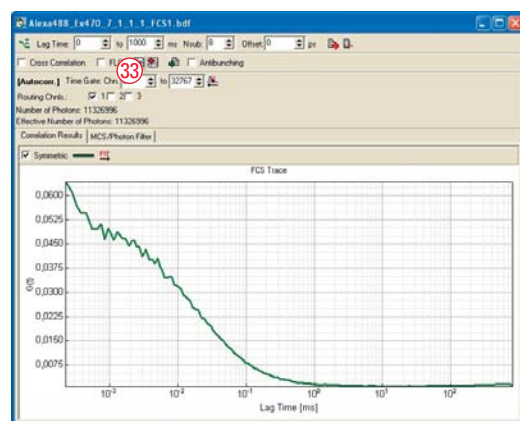 Alexa488_Ex470_7_1_1_1_FCS1.bdf
Lag Time: 0 to 1000 ms Nsub: 8 Offset: 0 ps
Cross Correlation Antibunching
33
[Autocorr.] Time Gate: Chn. to 32767
Routing Chnls.: 1 2 3
Number of Photons: 11326996
Effective Number of Photons: 11326996
Correlation Results MCS/Photon Filter
Symmetric FIT
FCS Trace
0,0600
0,0525
0,0450
0,0375
0,0300
0,0225
0,0150
0,0075
G(t)
10⁻³ 10⁻² 10⁻¹ 10⁰ 10¹ 10²
Lag Time [ms]